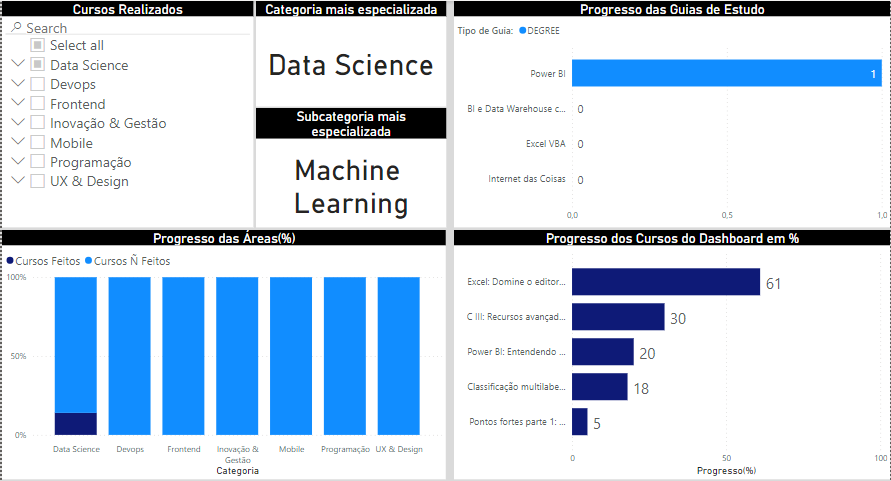 Cursos Realizados
Search
Select all
Data Science
Devops
Frontend
Inovação & Gestão
Mobile
Programação
UX & Design
Categoria mais especializada
Data Science
Subcategoria mais
especializada
Machine
Learning
Progresso das Guias de Estudo
Tipo de Guia: DEGREE
Power BI 1
BI e Data Warehouse c... 0
Excel VBA 0
Internet das Coisas 0
0,0 0,5 1,0
Progresso das Áreas(%)
Cursos Feitos Cursos Ñ Feitos
100%
50%
0%
Data Science Devops Frontend Inovação & Mobile Programação UX & Design
Gestão
Categoria
Progresso dos Cursos do Dashboard em %
Excel: Domine o editor... 61
C III: Recursos avançad... 30
Power BI: Entendendo ... 20
Classificação multilabe... 18
Pontos fortes parte 1: ... 5
0 50 100
Progresso(%)